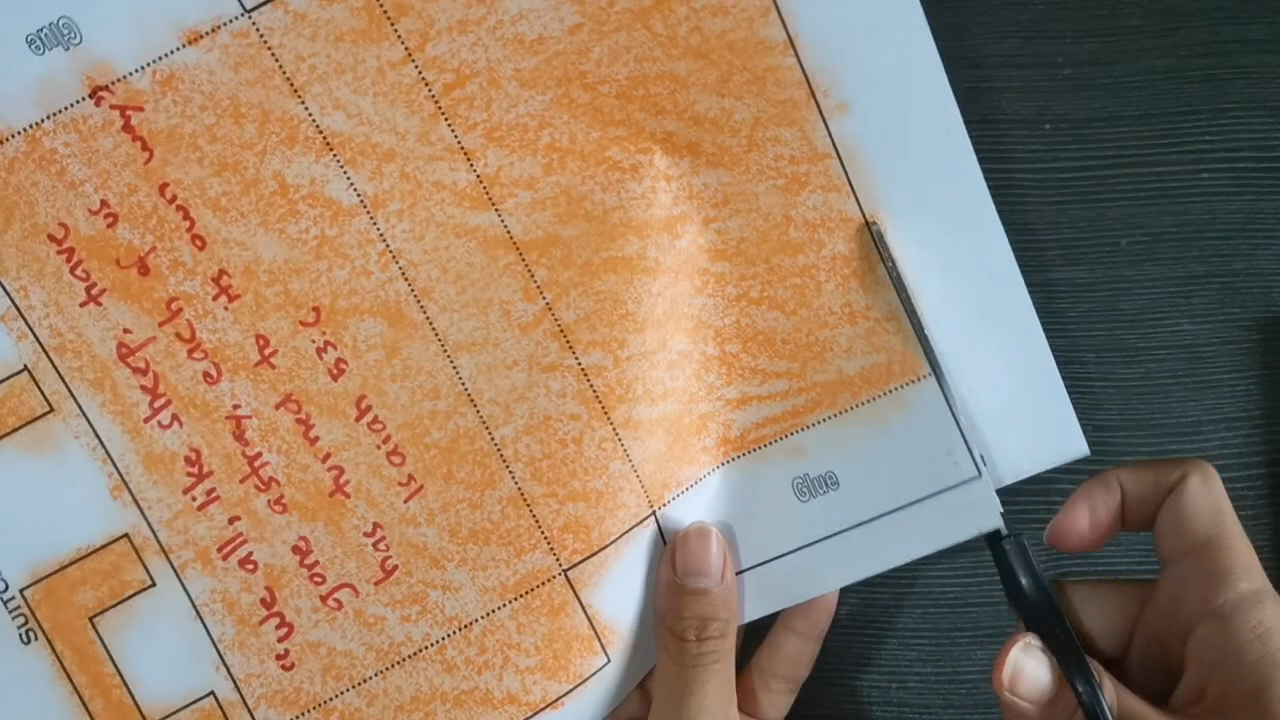 Glue
"We all, like sheep, have
gone astray, each of us
has turned to its own way"
Isaiah 53:6
Glue